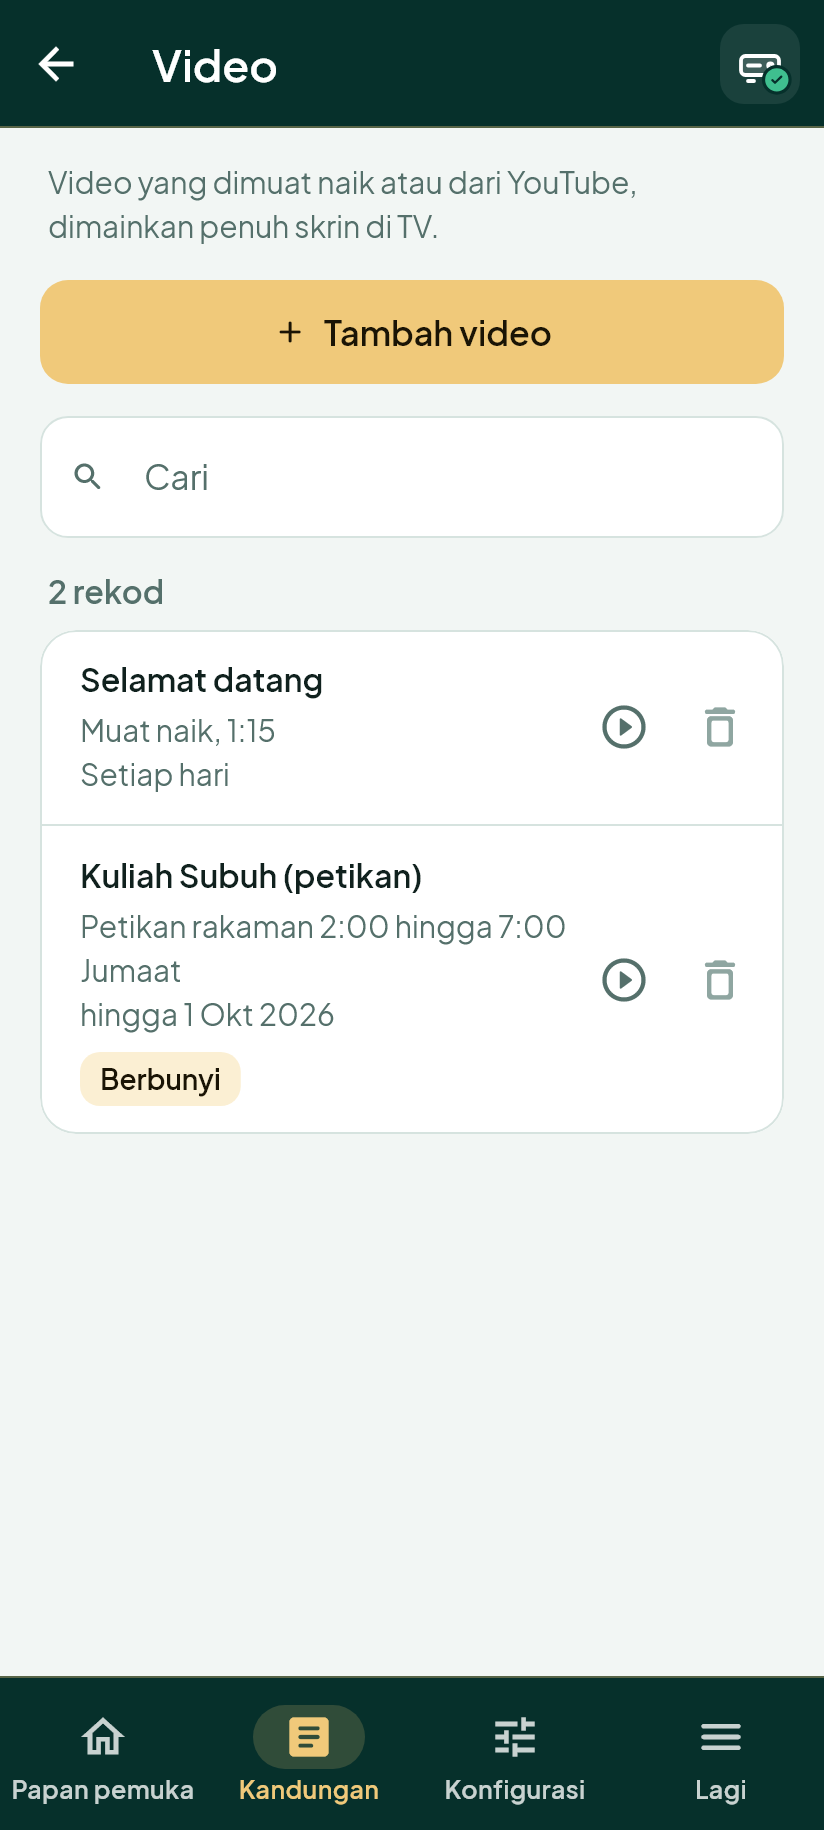 Video
Video yang dimuat naik atau dari YouTube,
dimainkan penuh skrin di TV.
+ Tambah video
Cari
2 rekod
Selamat datang
Muat naik, 1:15
Setiap hari
Kuliah Subuh (petikan)
Petikan rakaman 2:00 hingga 7:00
Jumaat
hingga 1 Okt 2026
Berbunyi
Papan pemuka
Kandungan
Konfigurasi
Lagi